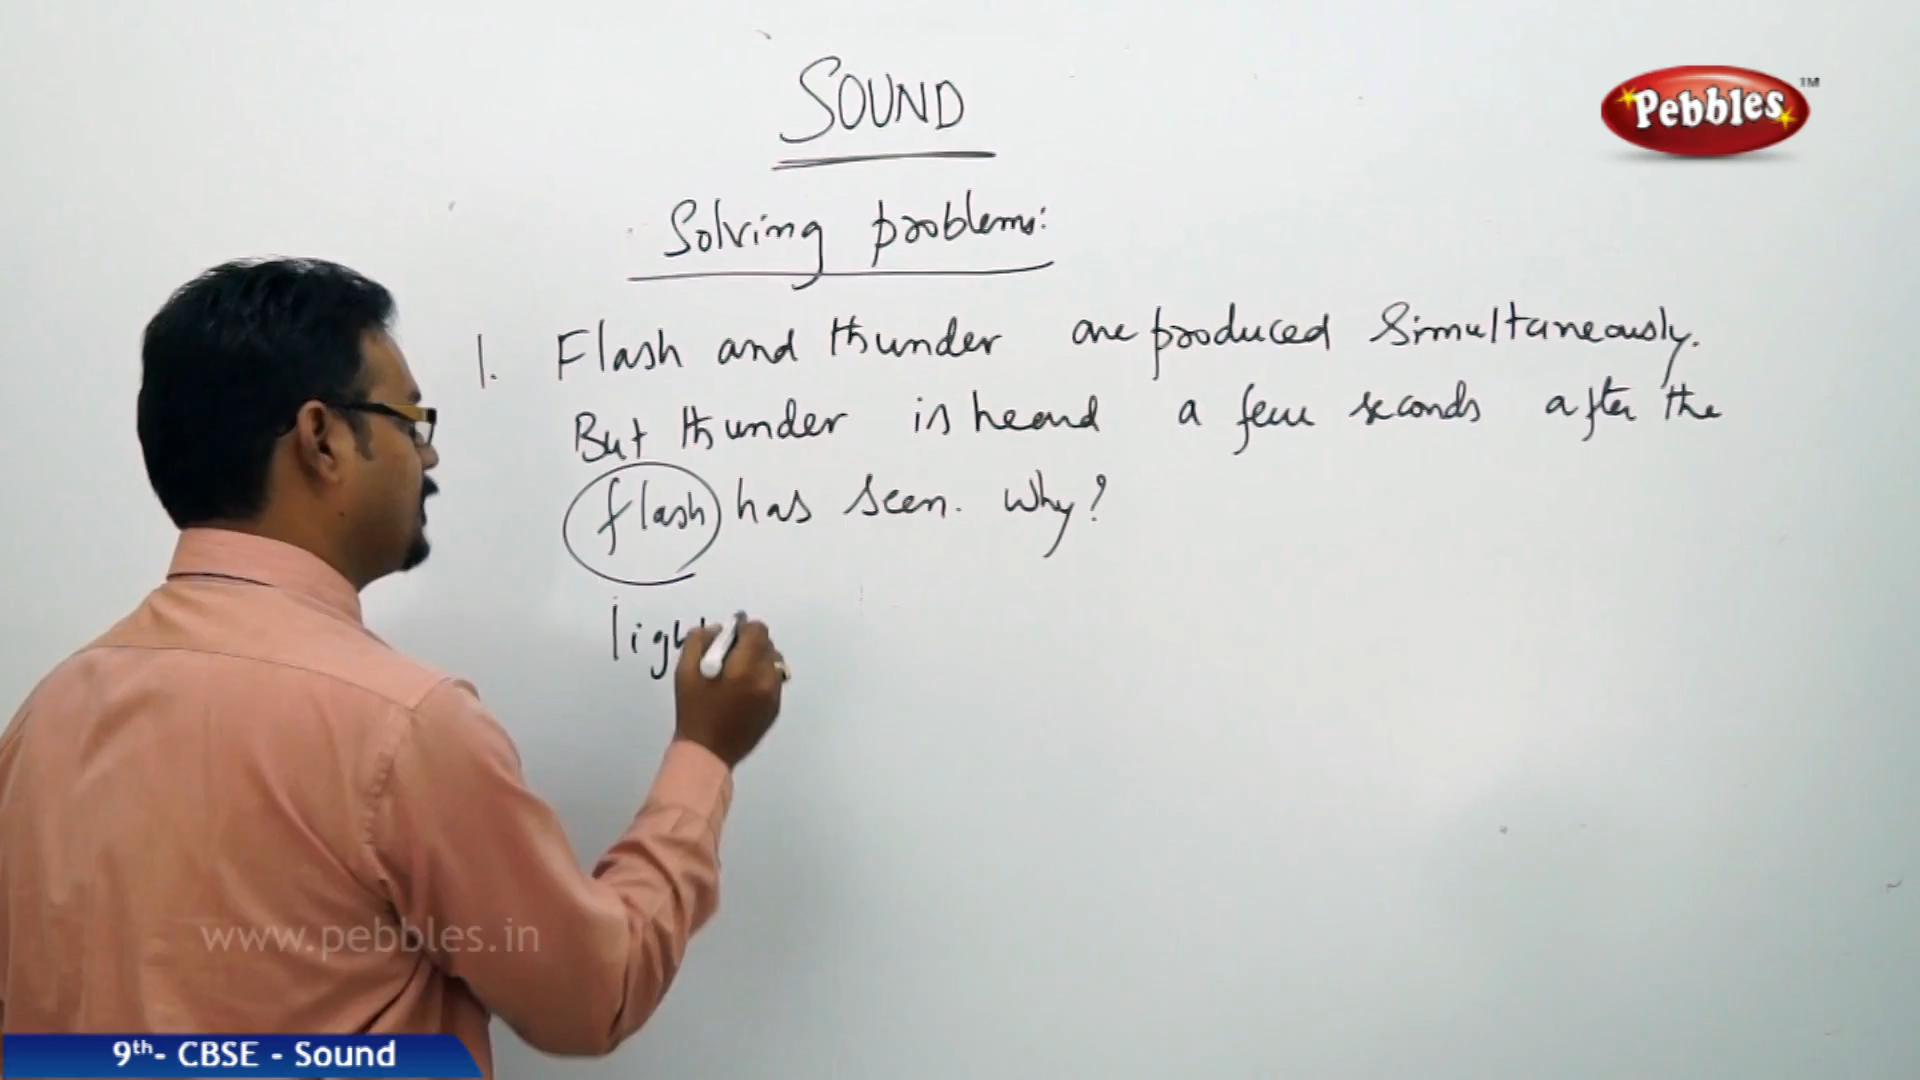 SOUND
Pebbles™
Solving problems:
1. Flash and thunder are produced simultaneously.
But thunder is heard a few seconds after the
flash has seen. Why?
light
www.pebbles.in
9th- CBSE - Sound